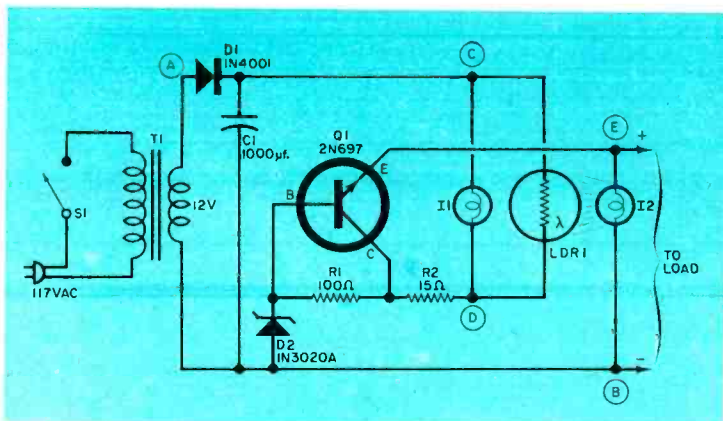 A
D1
1N4001
C
Q1
2N697
E
+
C1
1000µf.
T1
E
B
S1
12V
I1
λ
I2
LDR1
C
TO
LOAD
R1
100Ω
R2
15Ω
117VAC
D
D2
1N3020A
−
B